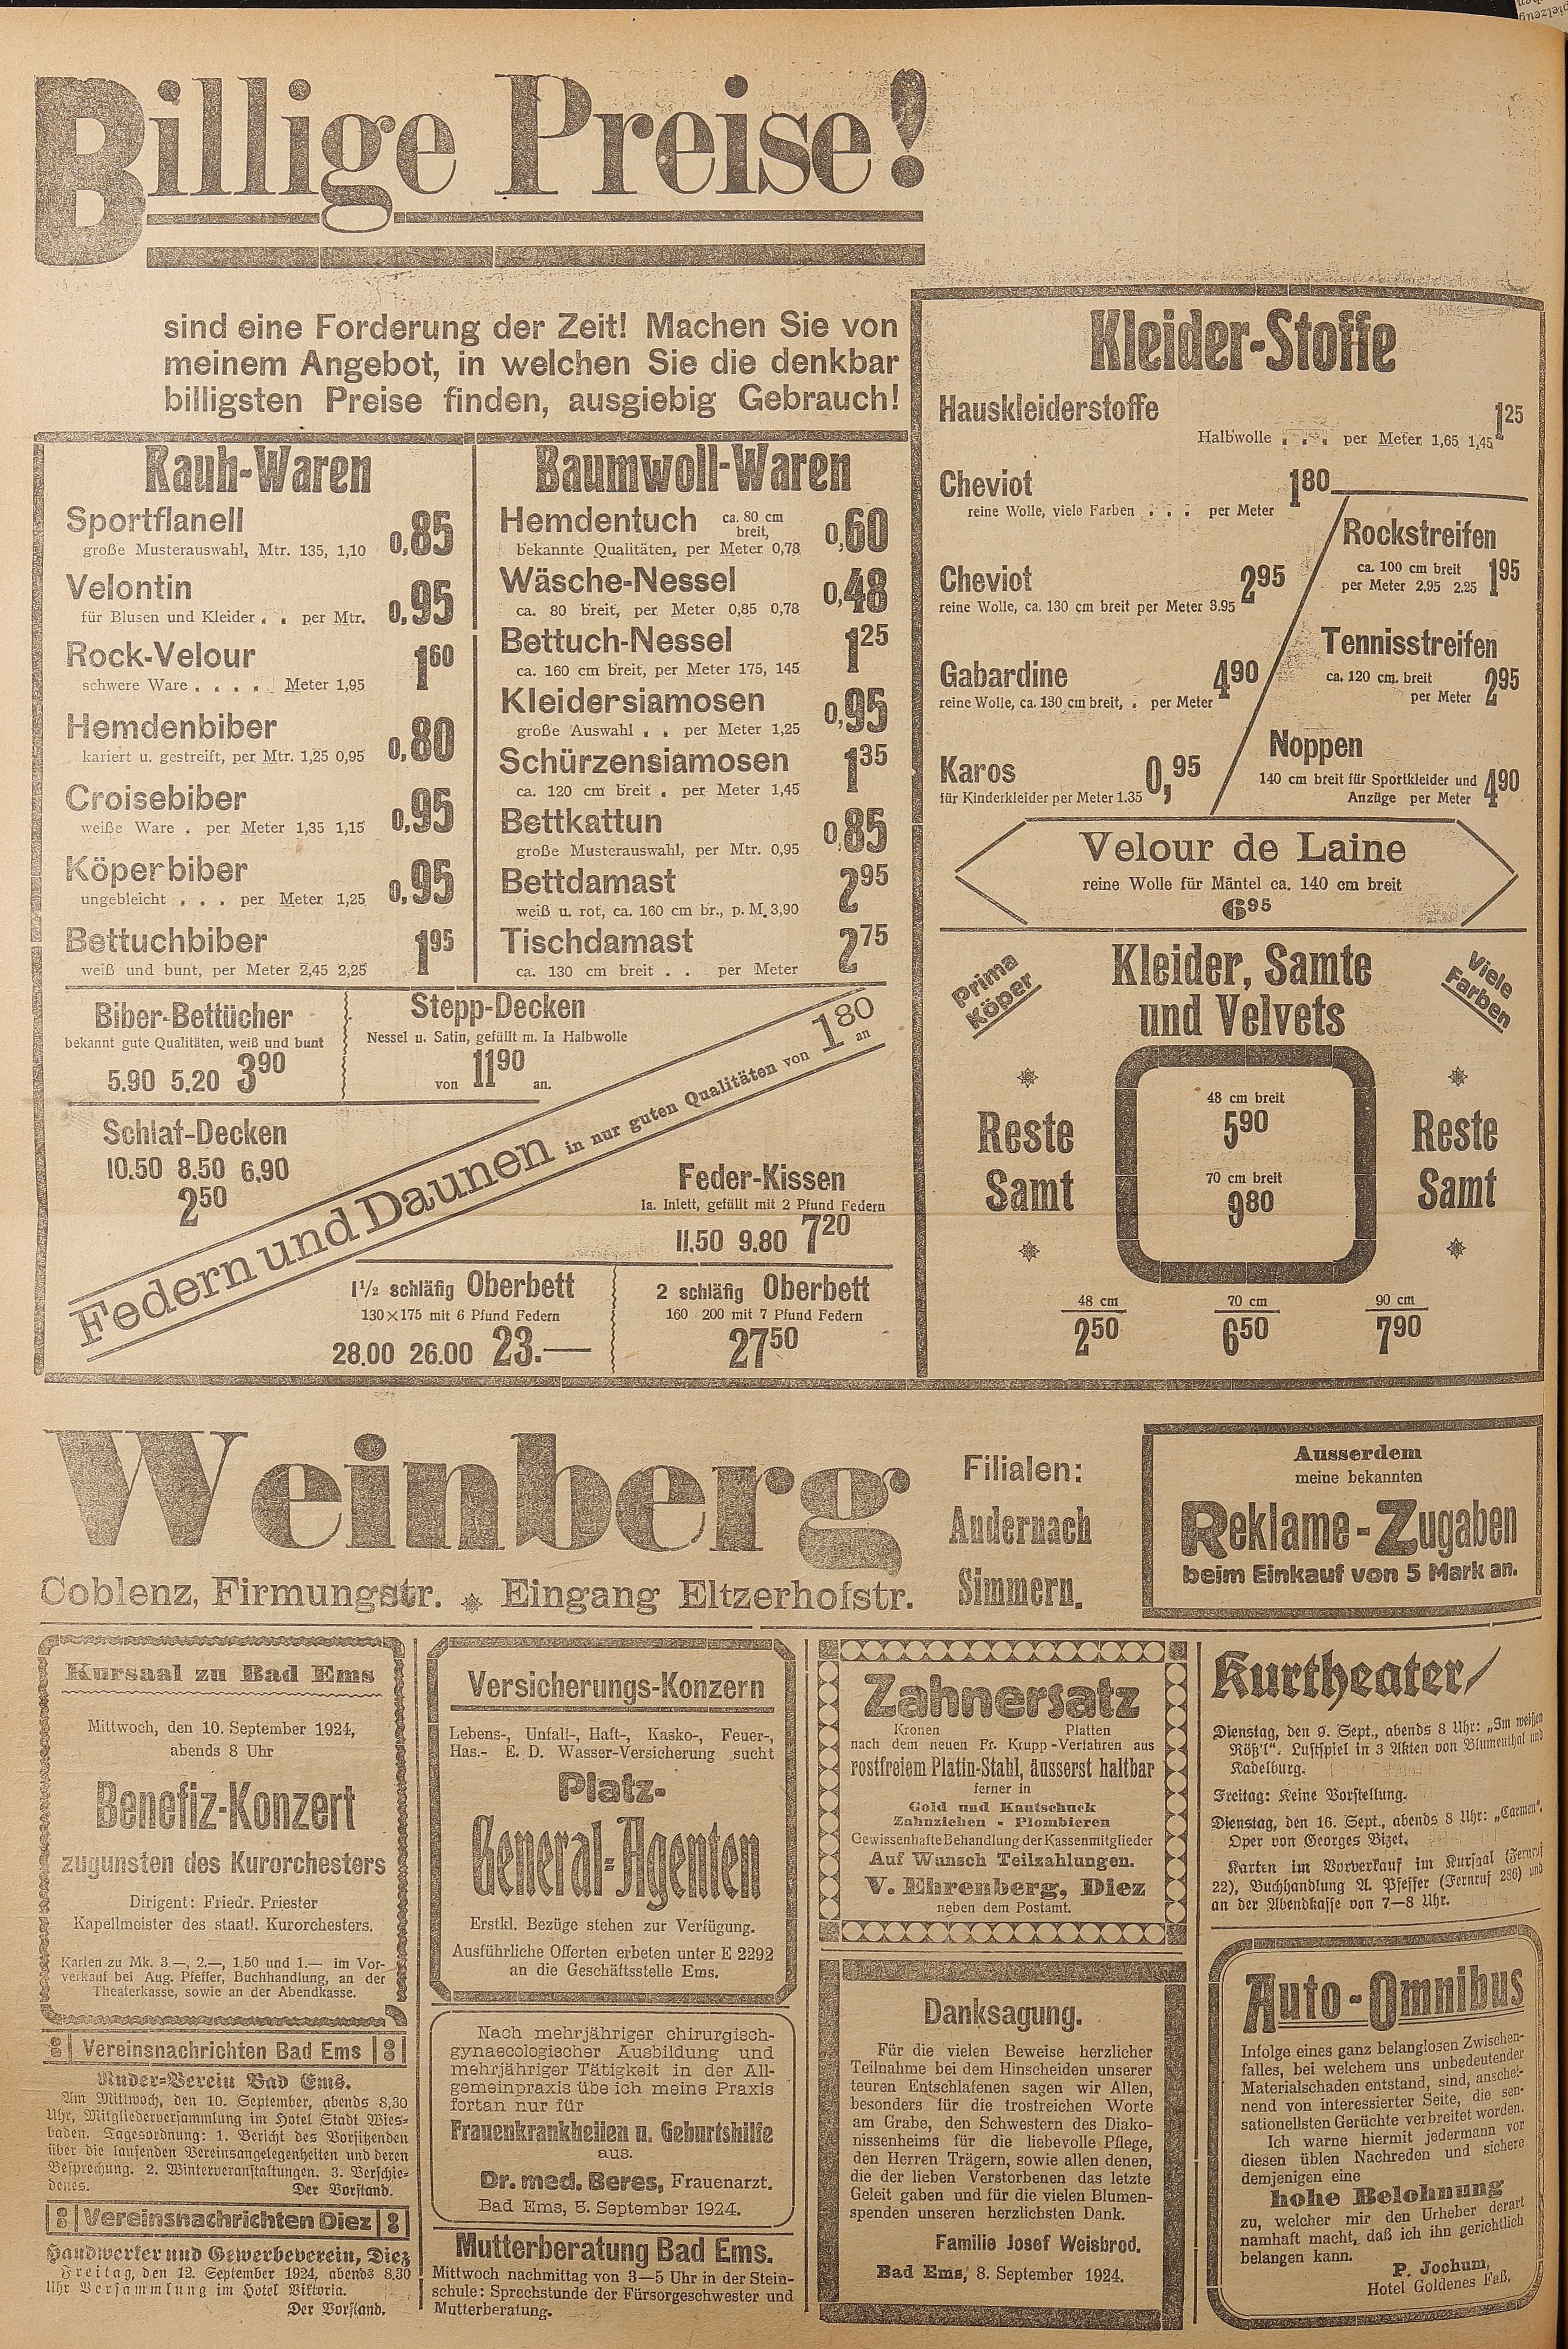 Billige Preise!
sind eine Forderung der Zeit! Machen Sie von
meinem Angebot, in welchen Sie die denkbar
billigsten Preise finden, ausgiebig Gebrauch!
Rauh-Waren
Sportflanell
große Musterauswahl, Mtr. 135, 1,10 0,85
Velontin
für Blusen und Kleider . . per Mtr. 0,95
Rock-Velour
schwere Ware . . . . Meter 1,95 1 60
Hemdenbiber
kariert u. gestreift, per Mtr. 1,25 0,95 0,80
Croisebiber
weiße Ware . per Meter 1,35 1,15 0,95
Köperbiber
ungebleicht . . . per Meter 1,25 0,95
Bettuchbiber
weiß und bunt, per Meter 2,45 2,25 1 95
Baumwoll-Waren
Hemdentuch ca. 80 cm
breit,
bekannte Qualitäten, per Meter 0,78 0,60
Wäsche-Nessel
ca. 80 breit, per Meter 0,85 0,78 0,48
Bettuch-Nessel
ca. 160 cm breit, per Meter 175, 145 1 25
Kleidersiamosen
große Auswahl . . per Meter 1,25 0,95
Schürzensiamosen
ca. 120 cm breit . per Meter 1,45 1 35
Bettkattun
große Musterauswahl, per Mtr. 0,95 0,85
Bettdamast
weiß u. rot, ca. 160 cm br., p. M. 3,90 2 95
Tischdamast
ca. 130 cm breit . . per Meter 2 75
Biber-Bettücher
bekannt gute Qualitäten, weiß und bunt
5.90 5.20 3 90
Stepp-Decken
Nessel u. Satin, gefüllt m. Ia Halbwolle
von 11 90 an.
Schlaf-Decken
10.50 8.50 6.90
2 50
Federn und Daunen in nur guten Qualitäten von 1 80 an
Feder-Kissen
Ia. Inlett, gefüllt mit 2 Pfund Federn
11.50 9.80 7 20
1 1/2 schläfig Oberbett
130×175 mit 6 Pfund Federn
28.00 26.00 23.—
2 schläfig Oberbett
160 200 mit 7 Pfund Federn
27 50
Kleider-Stoffe
Hauskleiderstoffe
Halbwolle . . . per Meter 1,65 1,45 1 25
Cheviot
reine Wolle, viele Farben . . . per Meter 1 80
Cheviot
reine Wolle, ca. 130 cm breit per Meter 3.95 2 95
Gabardine
reine Wolle, ca. 130 cm breit, . per Meter 4 90
Karos
für Kinderkleider per Meter 1.35 0, 95
Rockstreifen
ca. 100 cm breit
per Meter 2.95 2.25 1 95
Tennisstreifen
ca. 120 cm. breit
per Meter 2 95
Noppen
140 cm breit für Sportkleider und
Anzüge per Meter 4 90
Velour de Laine
reine Wolle für Mäntel ca. 140 cm breit
6 95
Prima
Köper
Kleider, Samte
und Velvets
Viele
Farben
Reste
Samt
48 cm breit
5 90
70 cm breit
9 80
Reste
Samt
48 cm 70 cm 90 cm
2 50 6 50 7 90
Weinberg
Coblenz, Firmungstr. Eingang Eltzerhofstr.
Filialen:
Andernach
Simmern.
Ausserdem
meine bekannten
Reklame-Zugaben
beim Einkauf von 5 Mark an.
Kursaal zu Bad Ems
Mittwoch, den 10. September 1924,
abends 8 Uhr
Benefiz-Konzert
zugunsten des Kurorchesters
Dirigent: Friedr. Priester
Kapellmeister des staatl. Kurorchesters.
Karten zu Mk. 3.—, 2.—, 1.50 und 1.— im Vor-
verkauf bei Aug. Pfeffer, Buchhandlung, an der
Theaterkasse, sowie an der Abendkasse.
Vereinsnachrichten Bad Ems
Ruder-Verein Bad Ems.
Am Mittwoch, den 10. September, abends 8,30
Uhr, Mitgliederversammlung im Hotel Stadt Wies-
baden. Tagesordnung: 1. Bericht des Vorsitzenden
über die laufenden Vereinsangelegenheiten und deren
Besprechung. 2. Winterveranstaltungen. 3. Verschie-
denes. Der Vorstand.
Vereinsnachrichten Diez
Handwerker und Gewerbeverein, Diez
Freitag, den 12. September 1924, abends 8,30
Uhr Versammlung im Hotel Viktoria.
Der Vorstand.
Versicherungs-Konzern
Lebens-, Unfall-, Haft-, Kasko-, Feuer-,
Has.- E. D. Wasser-Versicherung sucht
Platz-
General-Agenten
Erstkl. Bezüge stehen zur Verfügung.
Ausführliche Offerten erbeten unter E 2292
an die Geschäftsstelle Ems.
Nach mehrjähriger chirurgisch-
gynaecologischer Ausbildung und
mehrjähriger Tätigkeit in der All-
gemeinpraxis übe ich meine Praxis
fortan nur für
Frauenkrankheiten u. Geburtshilfe
aus.
Dr. med. Beres, Frauenarzt.
Bad Ems, 8. September 1924.
Mutterberatung Bad Ems.
Mittwoch nachmittag von 3—5 Uhr in der Stein-
schule: Sprechstunde der Fürsorgeschwester und
Mutterberatung.
Zahnersatz
Kronen Platten
nach dem neuen Fr. Krupp-Verfahren aus
rostfreiem Platin-Stahl, äusserst haltbar
ferner in
Gold und Kautschuck
Zahnziehen - Plombieren
Gewissenhafte Behandlung der Kassenmitglieder
Auf Wunsch Teilzahlungen.
V. Ehrenberg, Diez
neben dem Postamt.
Danksagung.
Für die vielen Beweise herzlicher
Teilnahme bei dem Hinscheiden unserer
teuren Entschlafenen sagen wir Allen,
besonders für die trostreichen Worte
am Grabe, den Schwestern des Diako-
nissenheims für die liebevolle Pflege,
den Herren Trägern, sowie allen denen,
die der lieben Verstorbenen das letzte
Geleit gaben und für die vielen Blumen-
spenden unseren herzlichsten Dank.
Familie Josef Weisbrod.
Bad Ems, 8. September 1924.
Kurtheater
Dienstag, den 9. Sept., abends 8 Uhr: „Im weißen
Röß'l“. Lustspiel in 3 Akten von Blumenthal und
Kadelburg.
Freitag: Keine Vorstellung.
Dienstag, den 16. Sept., abends 8 Uhr: „Carmen“.
Oper von Georges Bizet.
Karten im Vorverkauf im Kursaal (Fernruf
22), Buchhandlung A. Pfeffer (Fernruf 286) und
an der Abendkasse von 7—8 Uhr.
Auto-Omnibus
Infolge eines ganz belanglosen Zwischen-
falles, bei welchem uns unbedeutender
Materialschaden entstand, sind, anschei-
nend von interessierter Seite, die sen-
sationellsten Gerüchte verbreitet worden.
Ich warne hiermit jedermann vor
diesen üblen Nachreden und sichere
demjenigen eine
hohe Belohnung
zu, welcher mir den Urheber derart
namhaft macht, daß ich ihn gerichtlich
belangen kann.
P. Jochum,
Hotel Goldenes Faß.